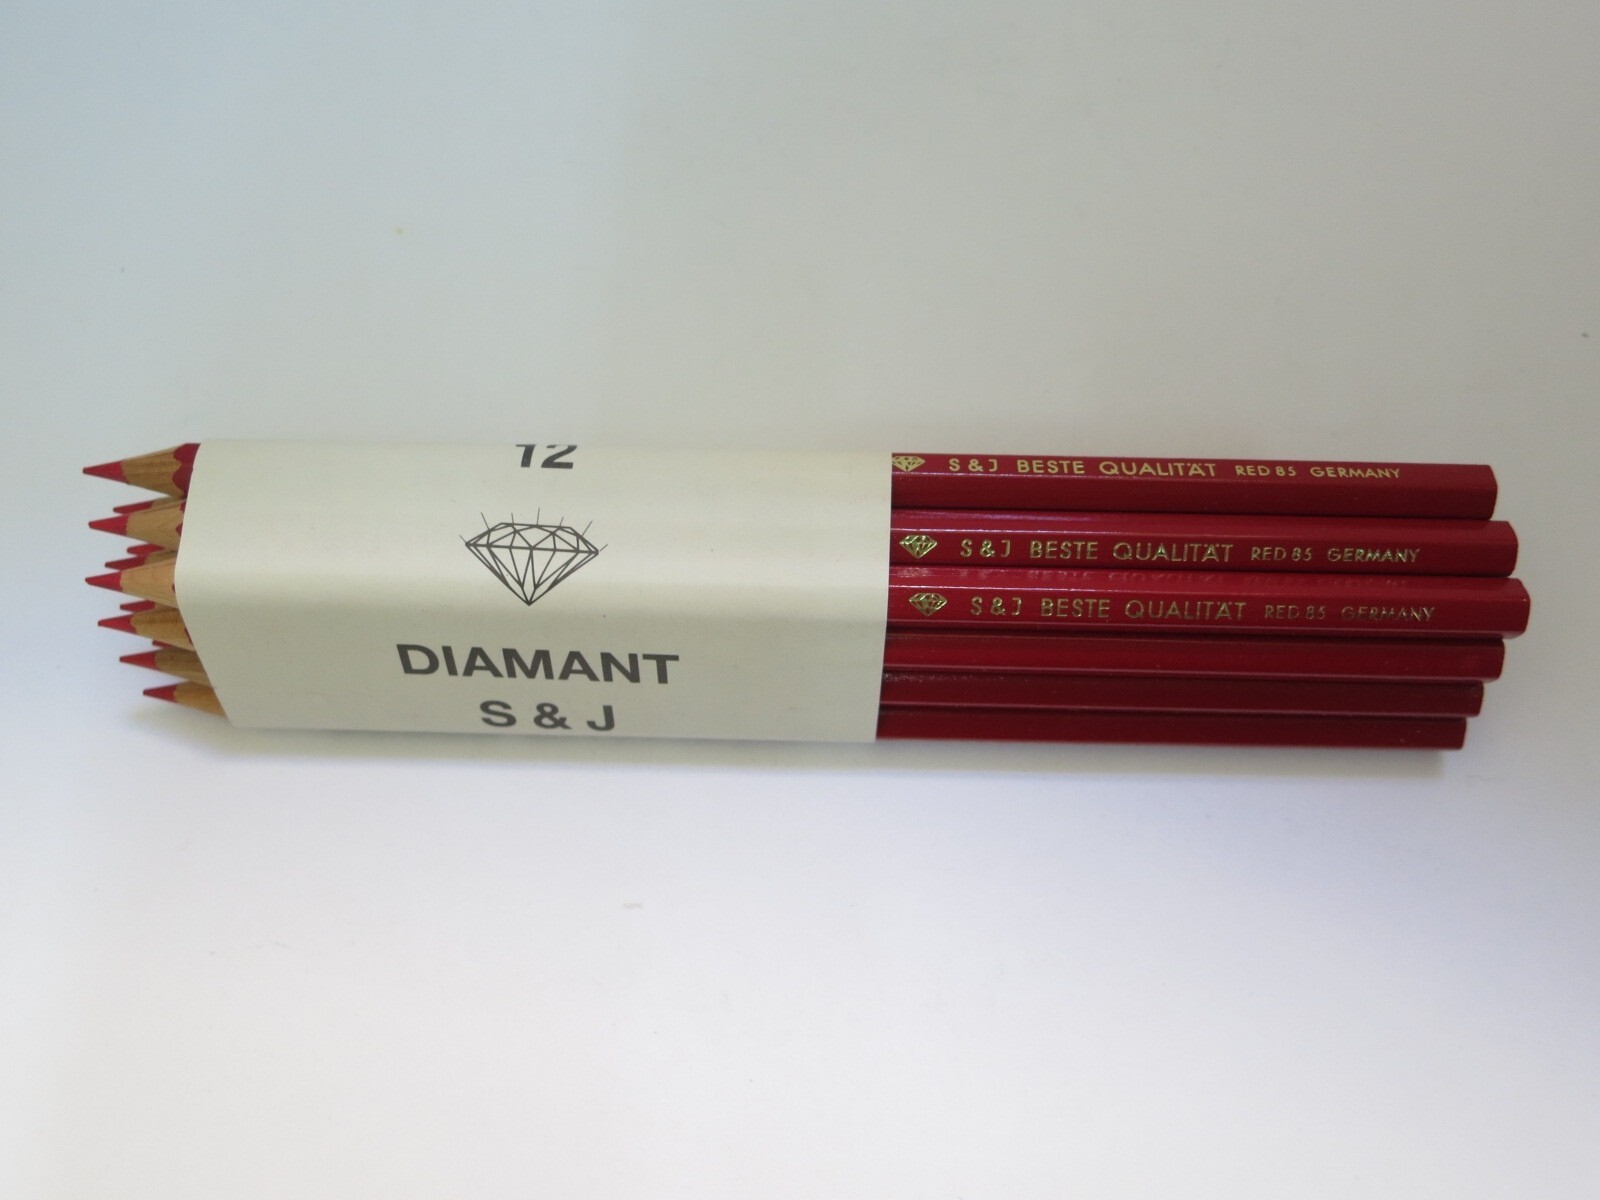 12
DIAMANT
S & J
S & J BESTE QUALITÄT RED 85 GERMANY
S & J BESTE QUALITÄT RED 85 GERMANY
S & J BESTE QUALITÄT RED 85 GERMANY